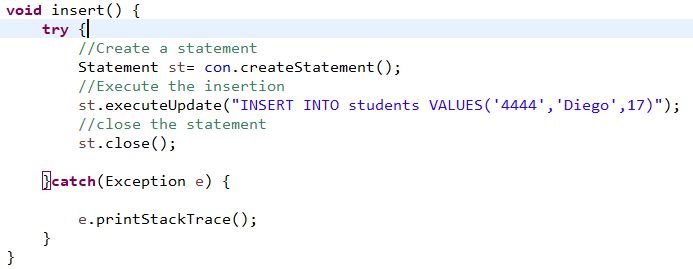 void insert() {
try {
//Create a statement
Statement st= con.createStatement();
//Execute the insertion
st.executeUpdate("INSERT INTO students VALUES('4444','Diego',17)");
//close the statement
st.close();
}catch(Exception e) {
e.printStackTrace();
}
}